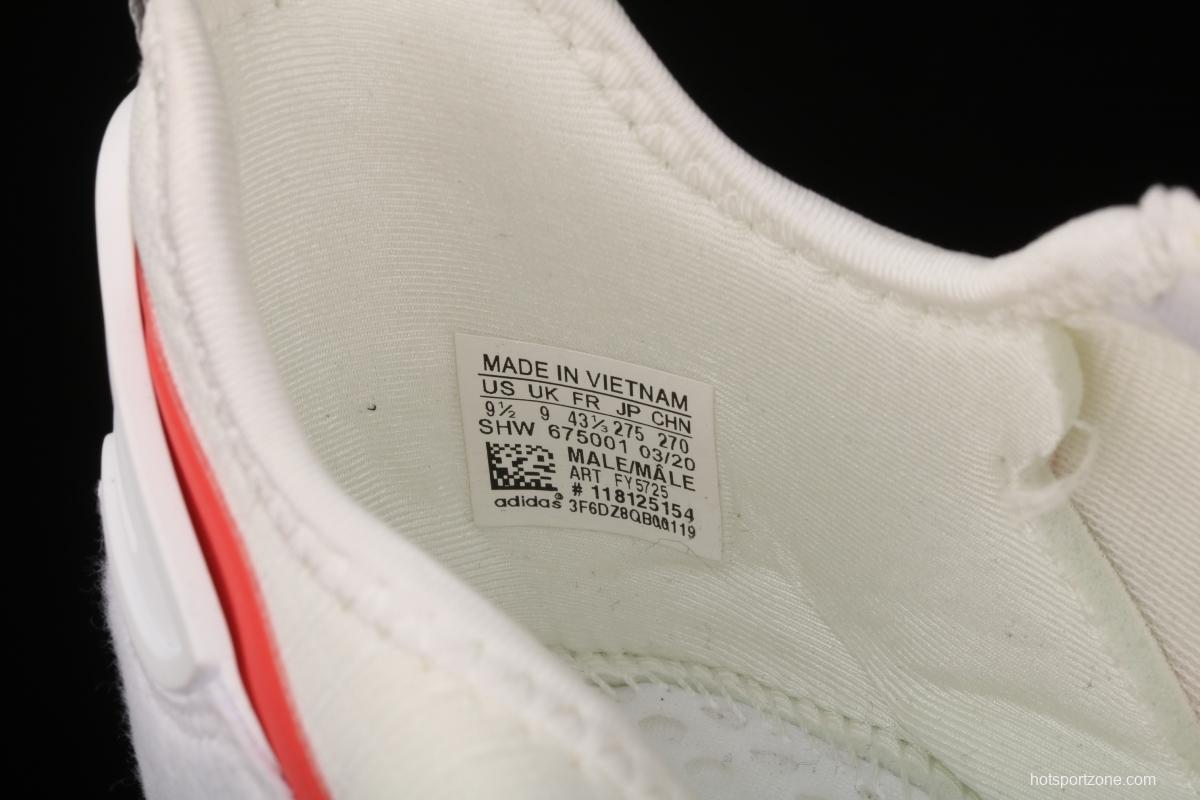 MADE IN VIETNAM
US UK FR JP CHN
9½ 9 43⅓ 275 270
SHW 675001 03/20
MALE/MÂLE
ART FY5725
# 118125154
adidas® 3F6DZ8QB00119
hotsportzone.com